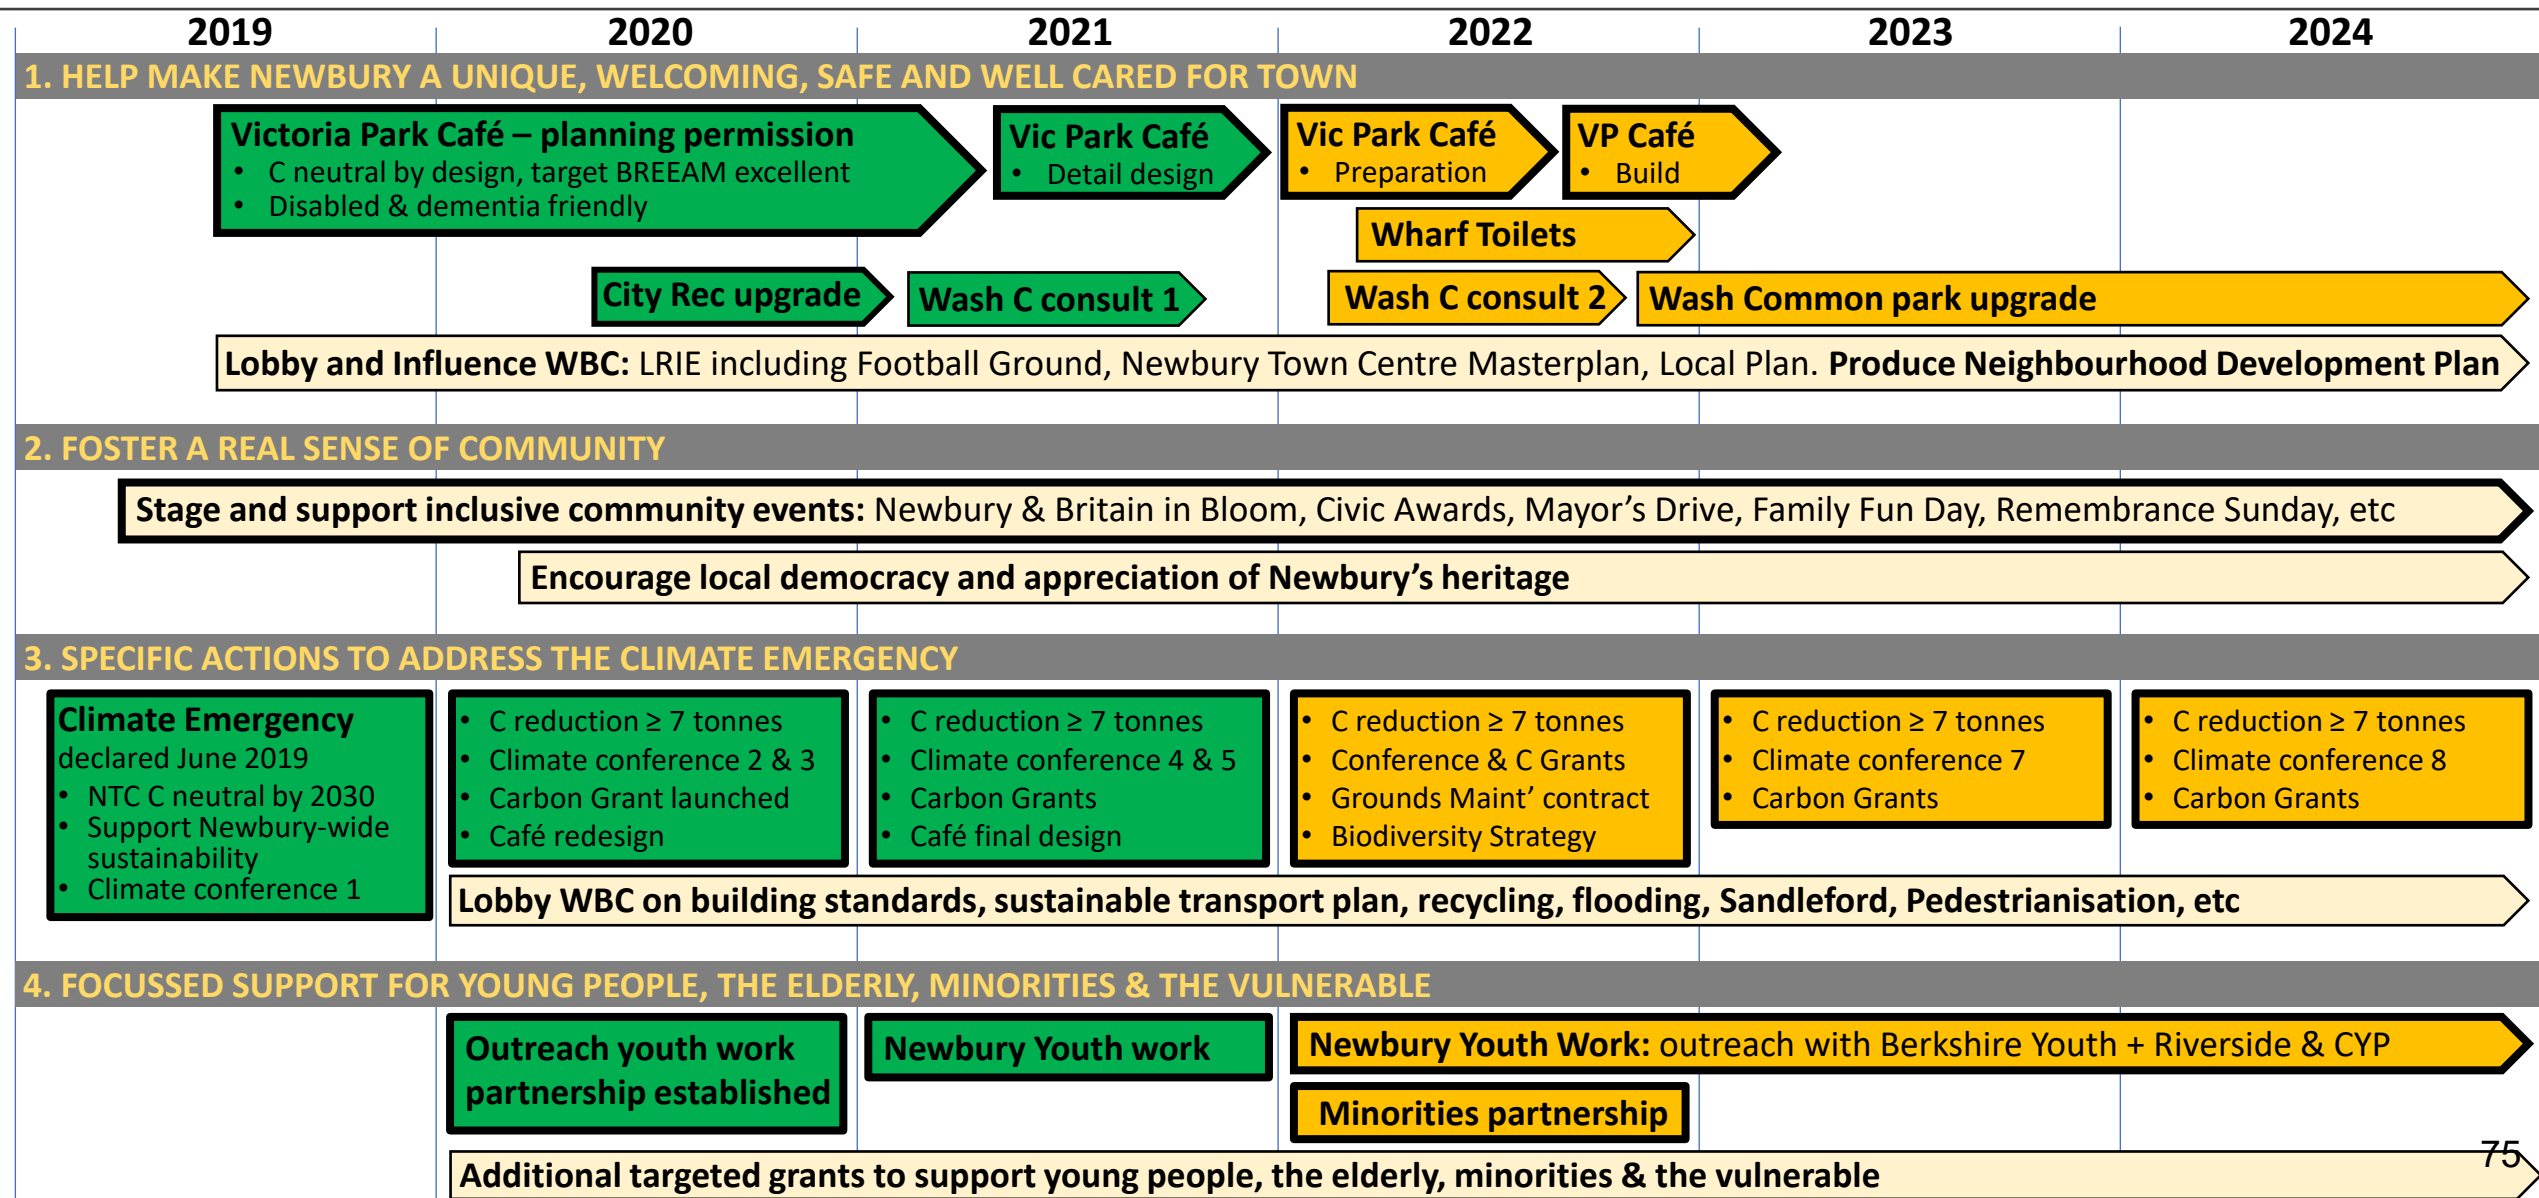 2019 2020 2021 2022 2023 2024
1. HELP MAKE NEWBURY A UNIQUE, WELCOMING, SAFE AND WELL CARED FOR TOWN
Victoria Park Café – planning permission
• C neutral by design, target BREEAM excellent
• Disabled & dementia friendly
Vic Park Café
• Detail design
Vic Park Café
• Preparation
VP Café
• Build
Wharf Toilets
City Rec upgrade
Wash C consult 1
Wash C consult 2
Wash Common park upgrade
Lobby and Influence WBC: LRIE including Football Ground, Newbury Town Centre Masterplan, Local Plan. Produce Neighbourhood Development Plan
2. FOSTER A REAL SENSE OF COMMUNITY
Stage and support inclusive community events: Newbury & Britain in Bloom, Civic Awards, Mayor’s Drive, Family Fun Day, Remembrance Sunday, etc
Encourage local democracy and appreciation of Newbury’s heritage
3. SPECIFIC ACTIONS TO ADDRESS THE CLIMATE EMERGENCY
Climate Emergency
declared June 2019
• NTC C neutral by 2030
• Support Newbury-wide
sustainability
• Climate conference 1
• C reduction ≥ 7 tonnes
• Climate conference 2 & 3
• Carbon Grant launched
• Café redesign
• C reduction ≥ 7 tonnes
• Climate conference 4 & 5
• Carbon Grants
• Café final design
• C reduction ≥ 7 tonnes
• Conference & C Grants
• Grounds Maint’ contract
• Biodiversity Strategy
• C reduction ≥ 7 tonnes
• Climate conference 7
• Carbon Grants
• C reduction ≥ 7 tonnes
• Climate conference 8
• Carbon Grants
Lobby WBC on building standards, sustainable transport plan, recycling, flooding, Sandleford, Pedestrianisation, etc
4. FOCUSSED SUPPORT FOR YOUNG PEOPLE, THE ELDERLY, MINORITIES & THE VULNERABLE
Outreach youth work
partnership established
Newbury Youth work
Newbury Youth Work: outreach with Berkshire Youth + Riverside & CYP
Minorities partnership
Additional targeted grants to support young people, the elderly, minorities & the vulnerable
75